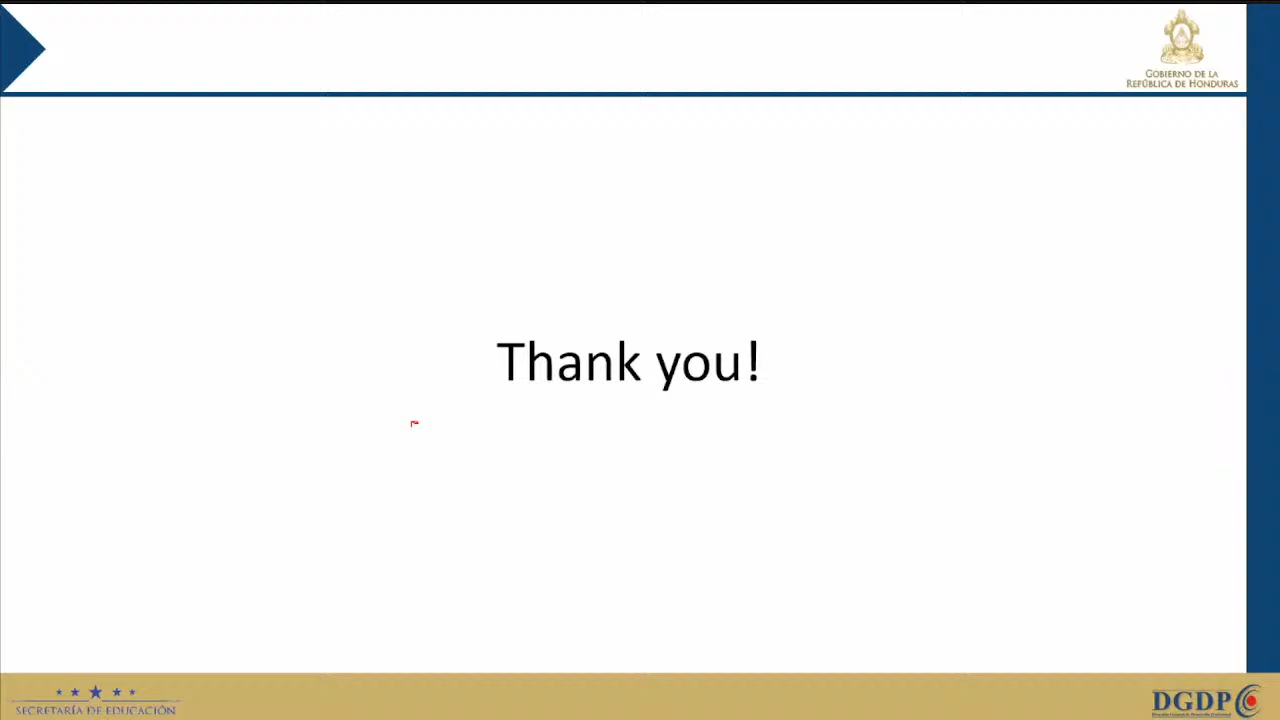 GOBIERNO DE LA
REPÚBLICA DE HONDURAS
Thank you!
SECRETARÍA DE EDUCACIÓN
DGDP